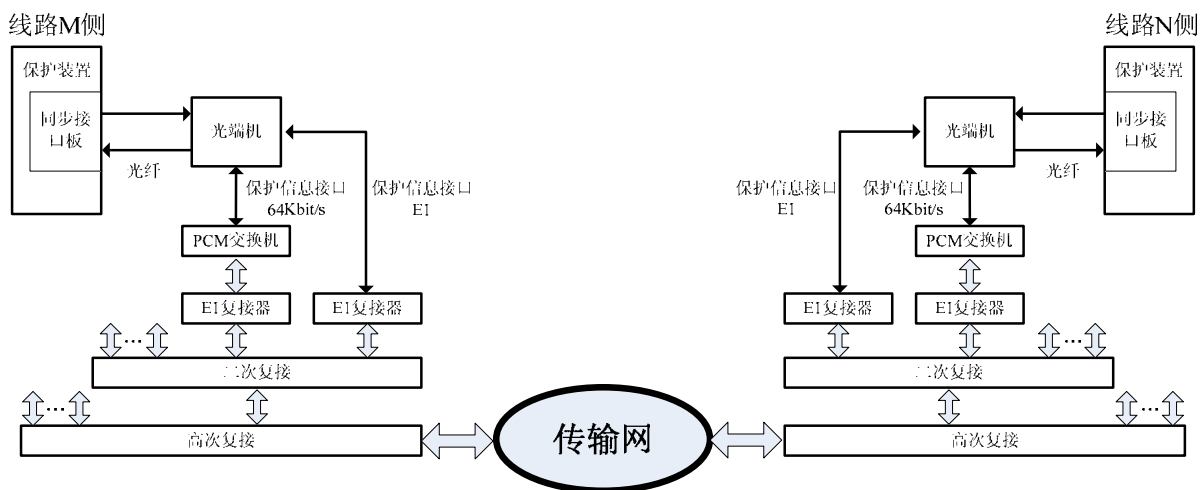 线路M侧
线路N侧
保护装置
同步接
口板
光端机
光纤
保护信息接口
64Kbit/s
保护信息接口
E1
PCM交换机
E1复接器
E1复接器
...
二次复接
...
高次复接
传输网
保护装置
同步接
口板
光端机
光纤
保护信息接口
E1
保护信息接口
64Kbit/s
PCM交换机
E1复接器
E1复接器
...
二次复接
...
高次复接